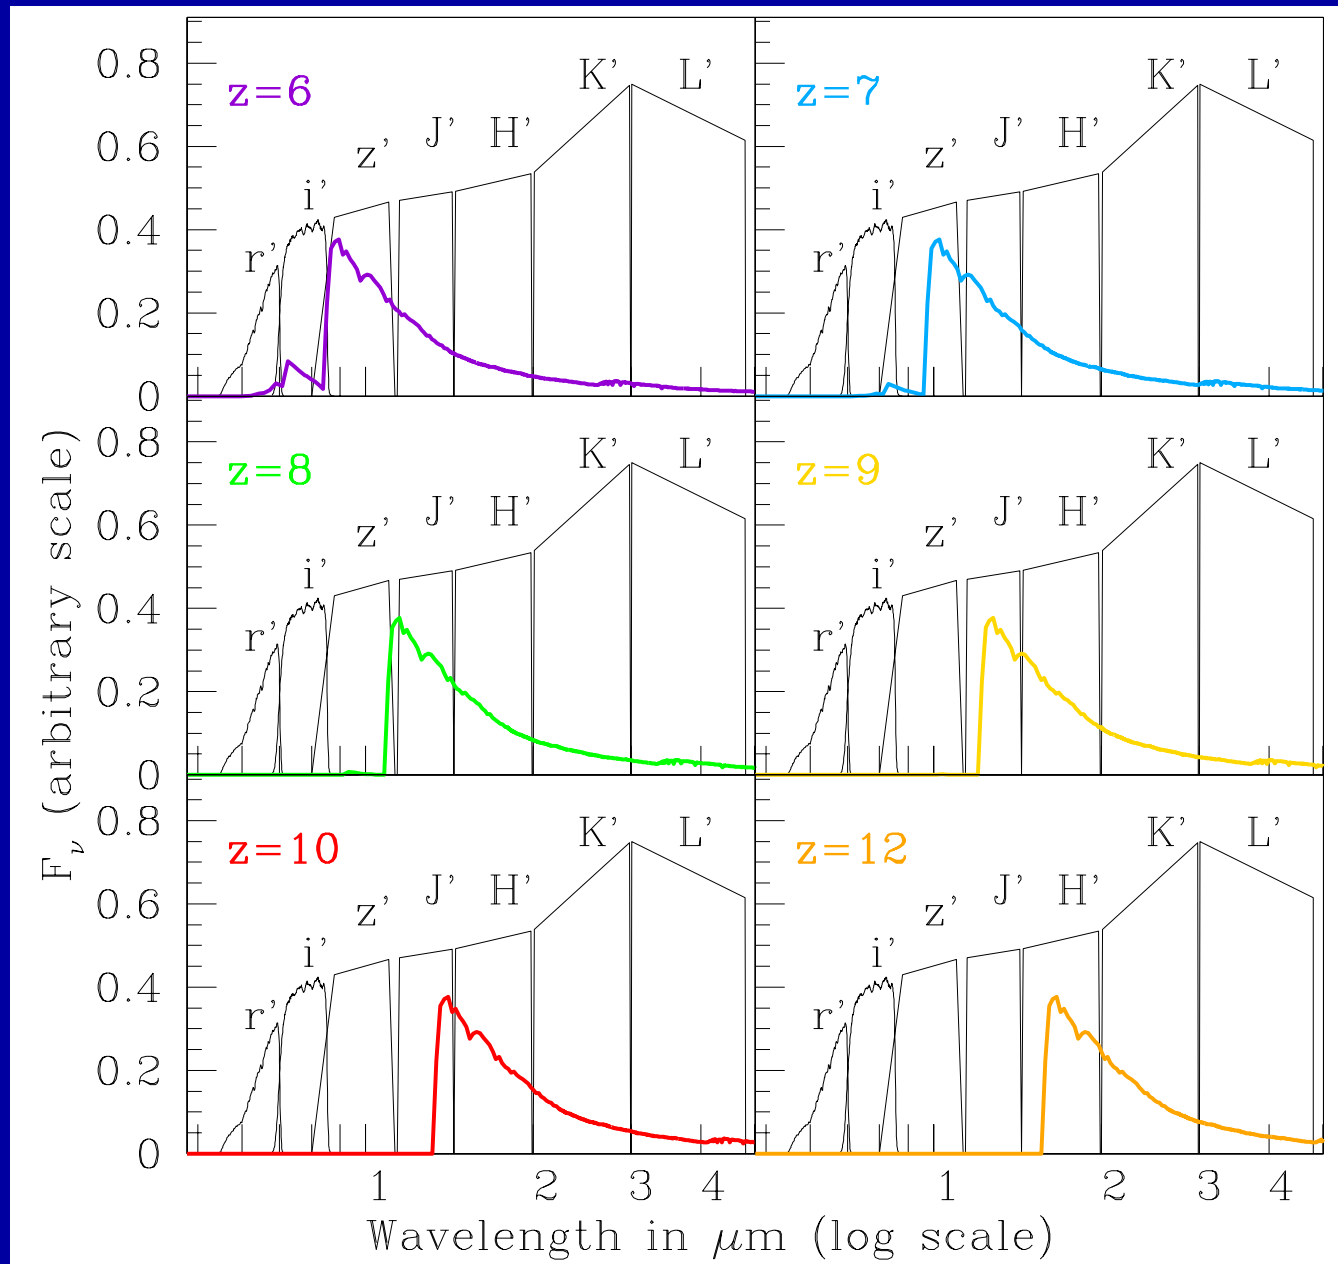 0.8 z=6 r' i' z' J' H' K' L' z=7 r' i' z' J' H' K' L'
0.6
0.4
0.2
0
0.8 z=8 r' i' z' J' H' K' L' z=9 r' i' z' J' H' K' L'
0.6
0.4
0.2
0
0.8 z=10 r' i' z' J' H' K' L' z=12 r' i' z' J' H' K' L'
0.6
0.4
0.2
0
1 2 3 4 1 2 3 4
Fν (arbitrary scale)
Wavelength in μm (log scale)